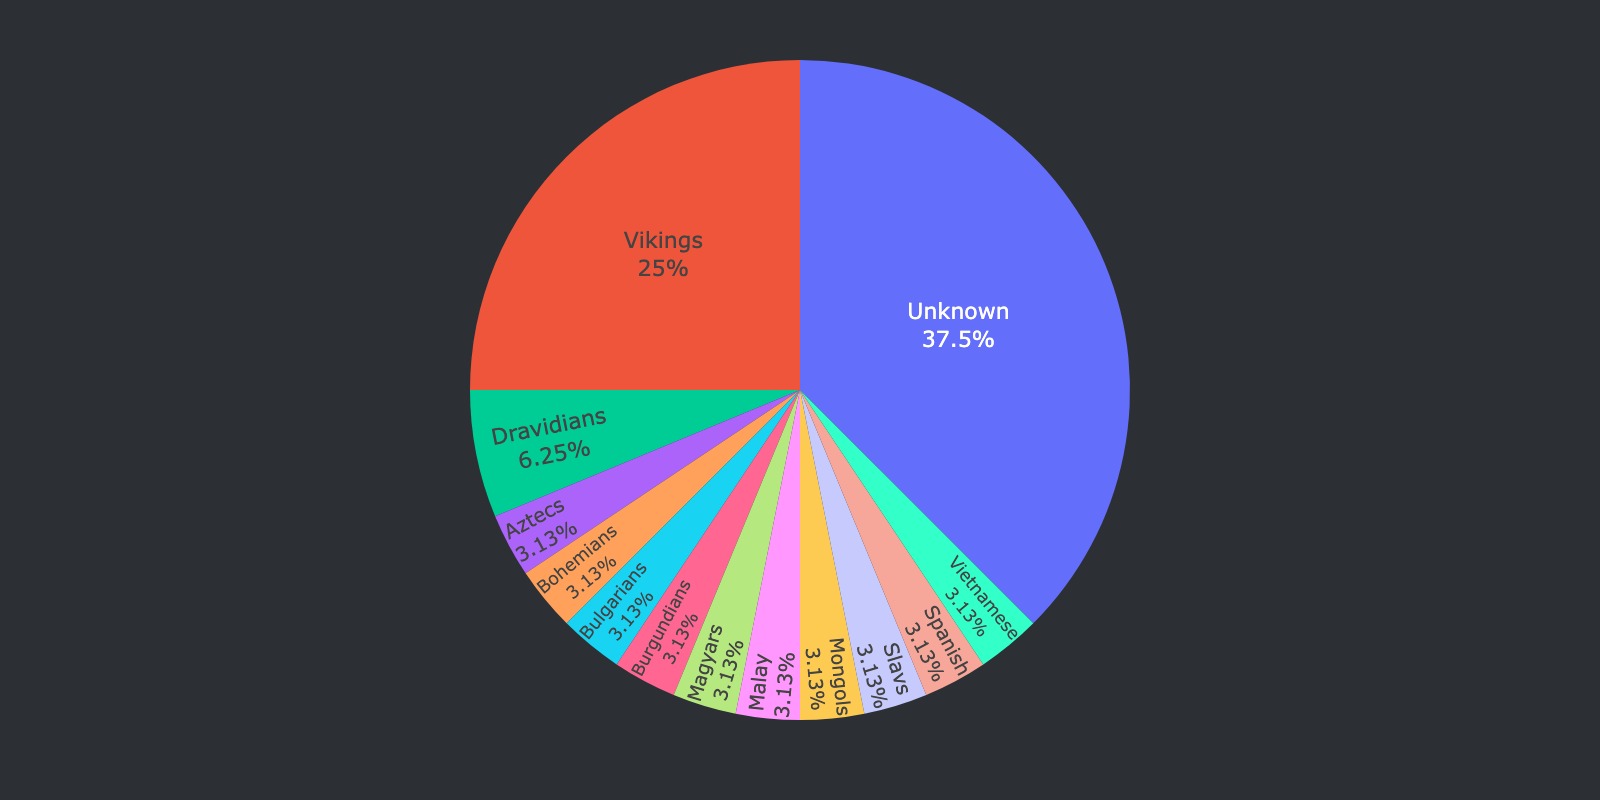 Vikings
25%
Unknown
37.5%
Dravidians
6.25%
Aztecs
3.13%
Bohemians
3.13%
Bulgarians
3.13%
Burgundians
3.13%
Magyars
3.13%
Malay
3.13%
Mongols
3.13%
Slavs
3.13%
Spanish
3.13%
Vietnamese
3.13%